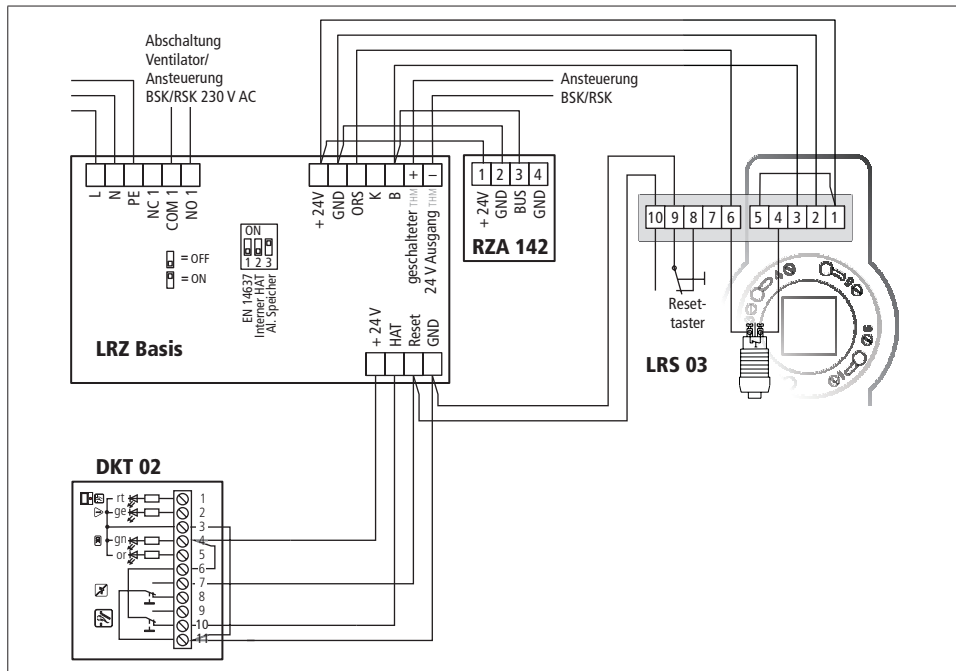 Abschaltung
Ventilator/
Ansteuerung
BSK/RSK 230 V AC
Ansteuerung
BSK/RSK
L
N
PE
NC 1
COM 1
NO 1
+ 24V
GND
ORS
K
B
+
−
geschalteter THM
24 V Ausgang THM
= OFF
= ON
ON
1 2 3
EN 14637
Interner HAT
Al. Speicher
LRZ Basis
+ 24 V
HAT
Reset
GND
1 2 3 4
+ 24V
GND
BUS
GND
RZA 142
10 9 8 7 6
5 4 3 2 1
Reset-
taster
LRS 03
DKT 02
rt
ge
gn
or
1
2
3
4
5
6
7
8
9
10
11